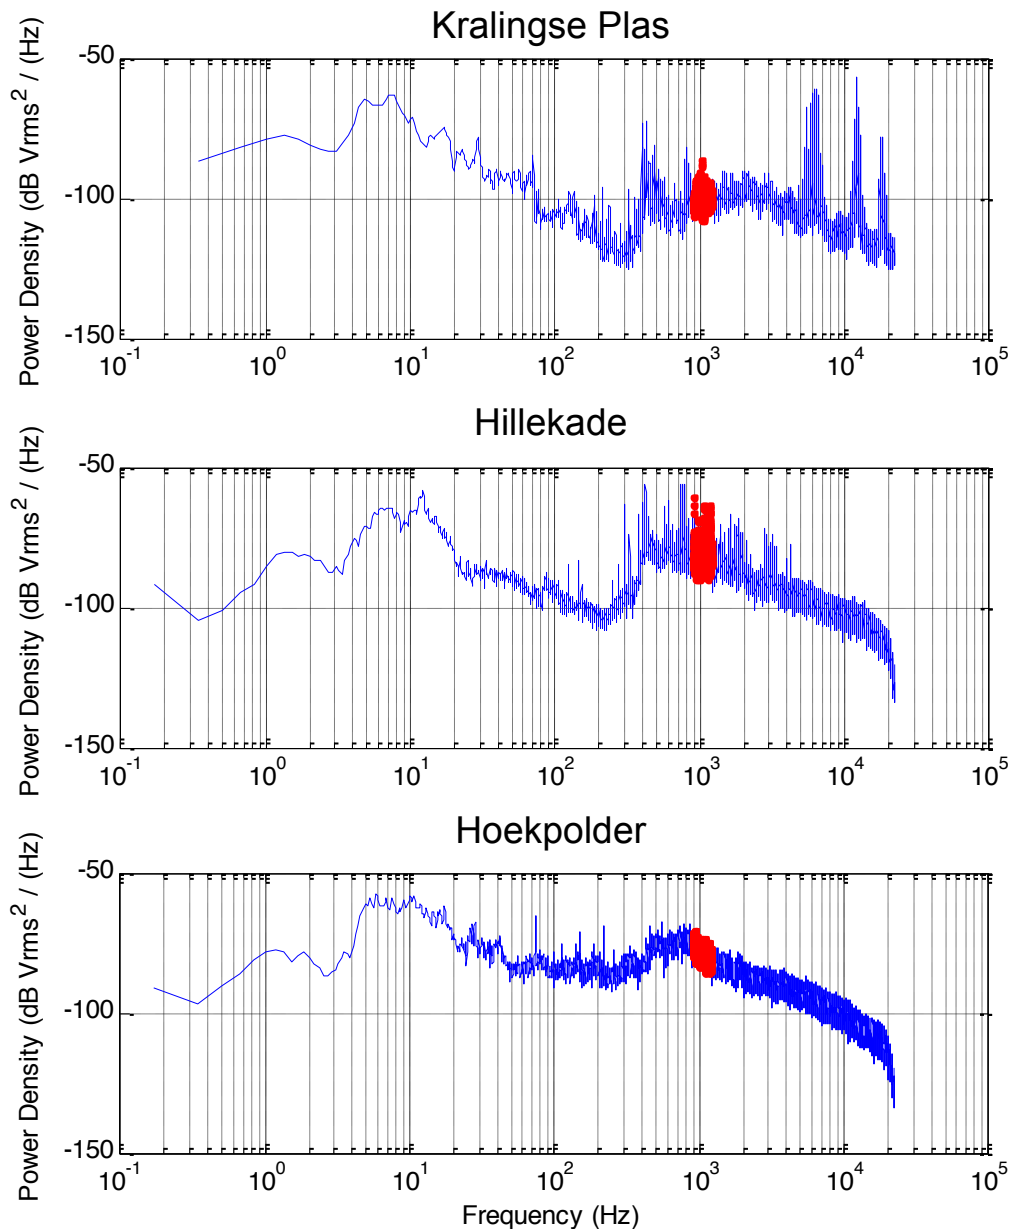 Kralingse Plas
Power Density (dB Vrms² / (Hz)
-50
-100
-150
10⁻¹ 10⁰ 10¹ 10² 10³ 10⁴ 10⁵
Hillekade
Power Density (dB Vrms² / (Hz)
-50
-100
-150
10⁻¹ 10⁰ 10¹ 10² 10³ 10⁴ 10⁵
Hoekpolder
Power Density (dB Vrms² / (Hz)
-50
-100
-150
10⁻¹ 10⁰ 10¹ 10² 10³ 10⁴ 10⁵
Frequency (Hz)